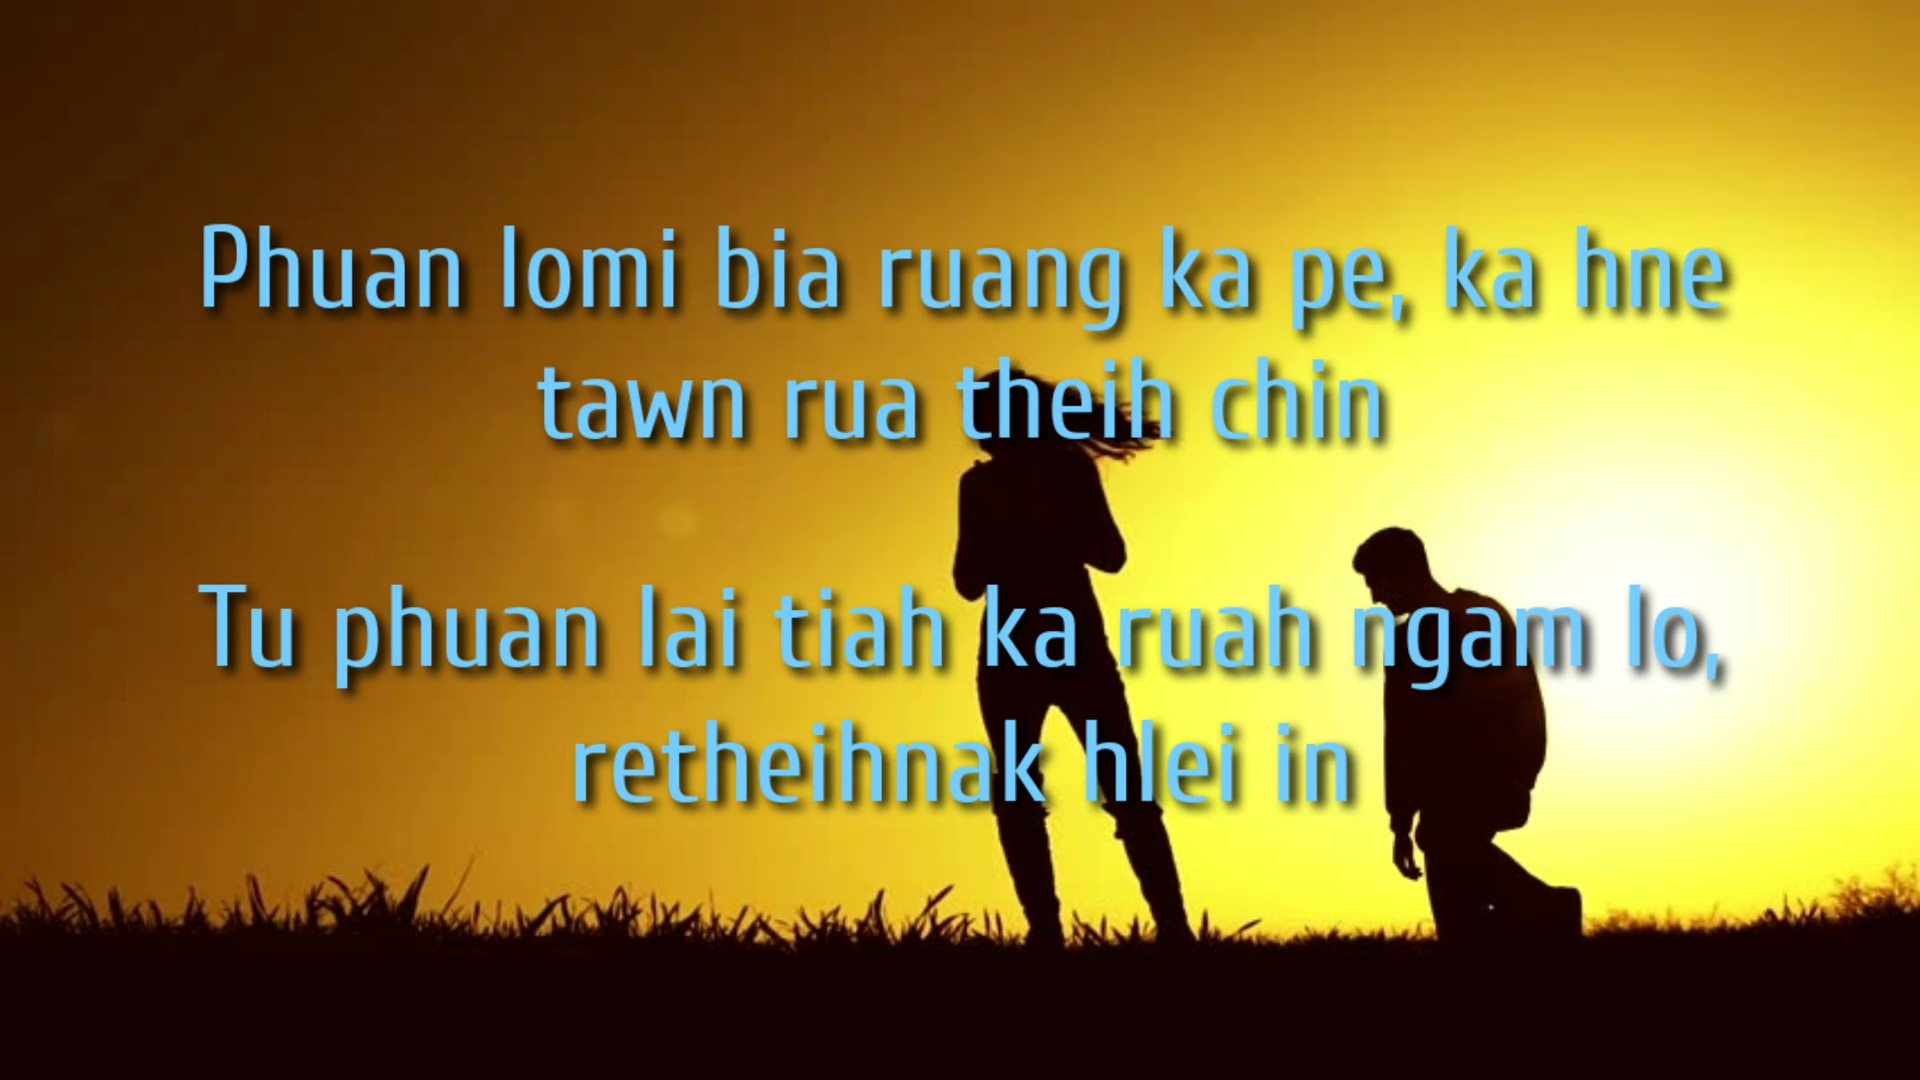 Phuan lomi bia ruang ka pe, ka hne
tawn rua theih chin
Tu phuan lai tiah ka ruah ngam lo,
retheihnak hlei in